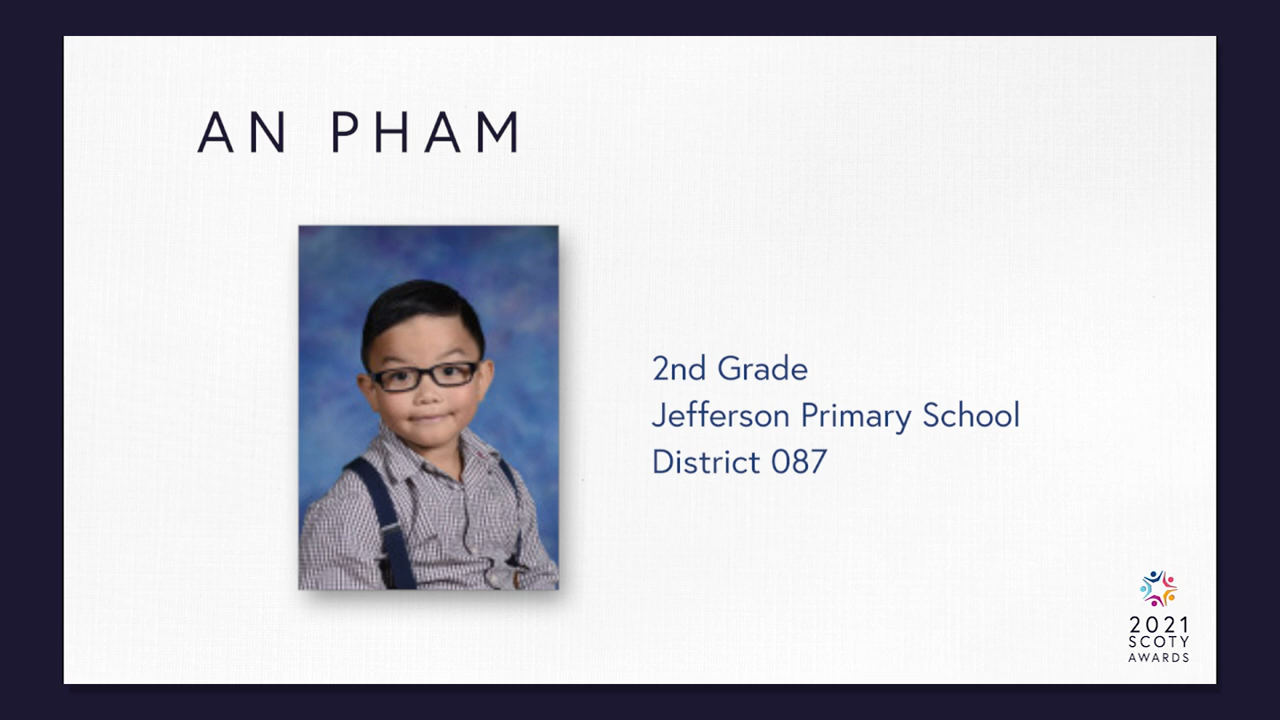 AN PHAM
2nd Grade
Jefferson Primary School
District 087
2021
SCOTY
AWARDS